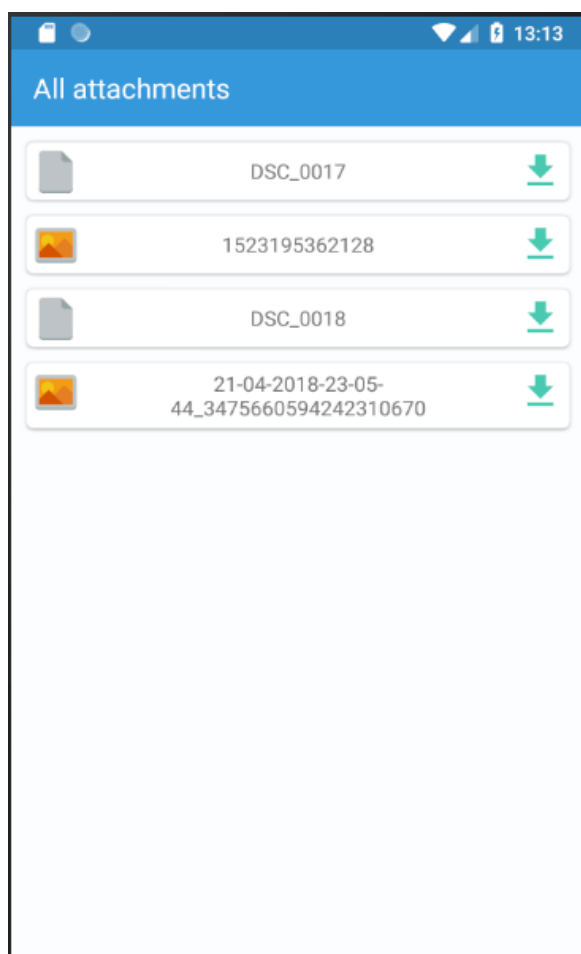 13:13
All attachments
DSC_0017
1523195362128
DSC_0018
21-04-2018-23-05-
44_3475660594242310670